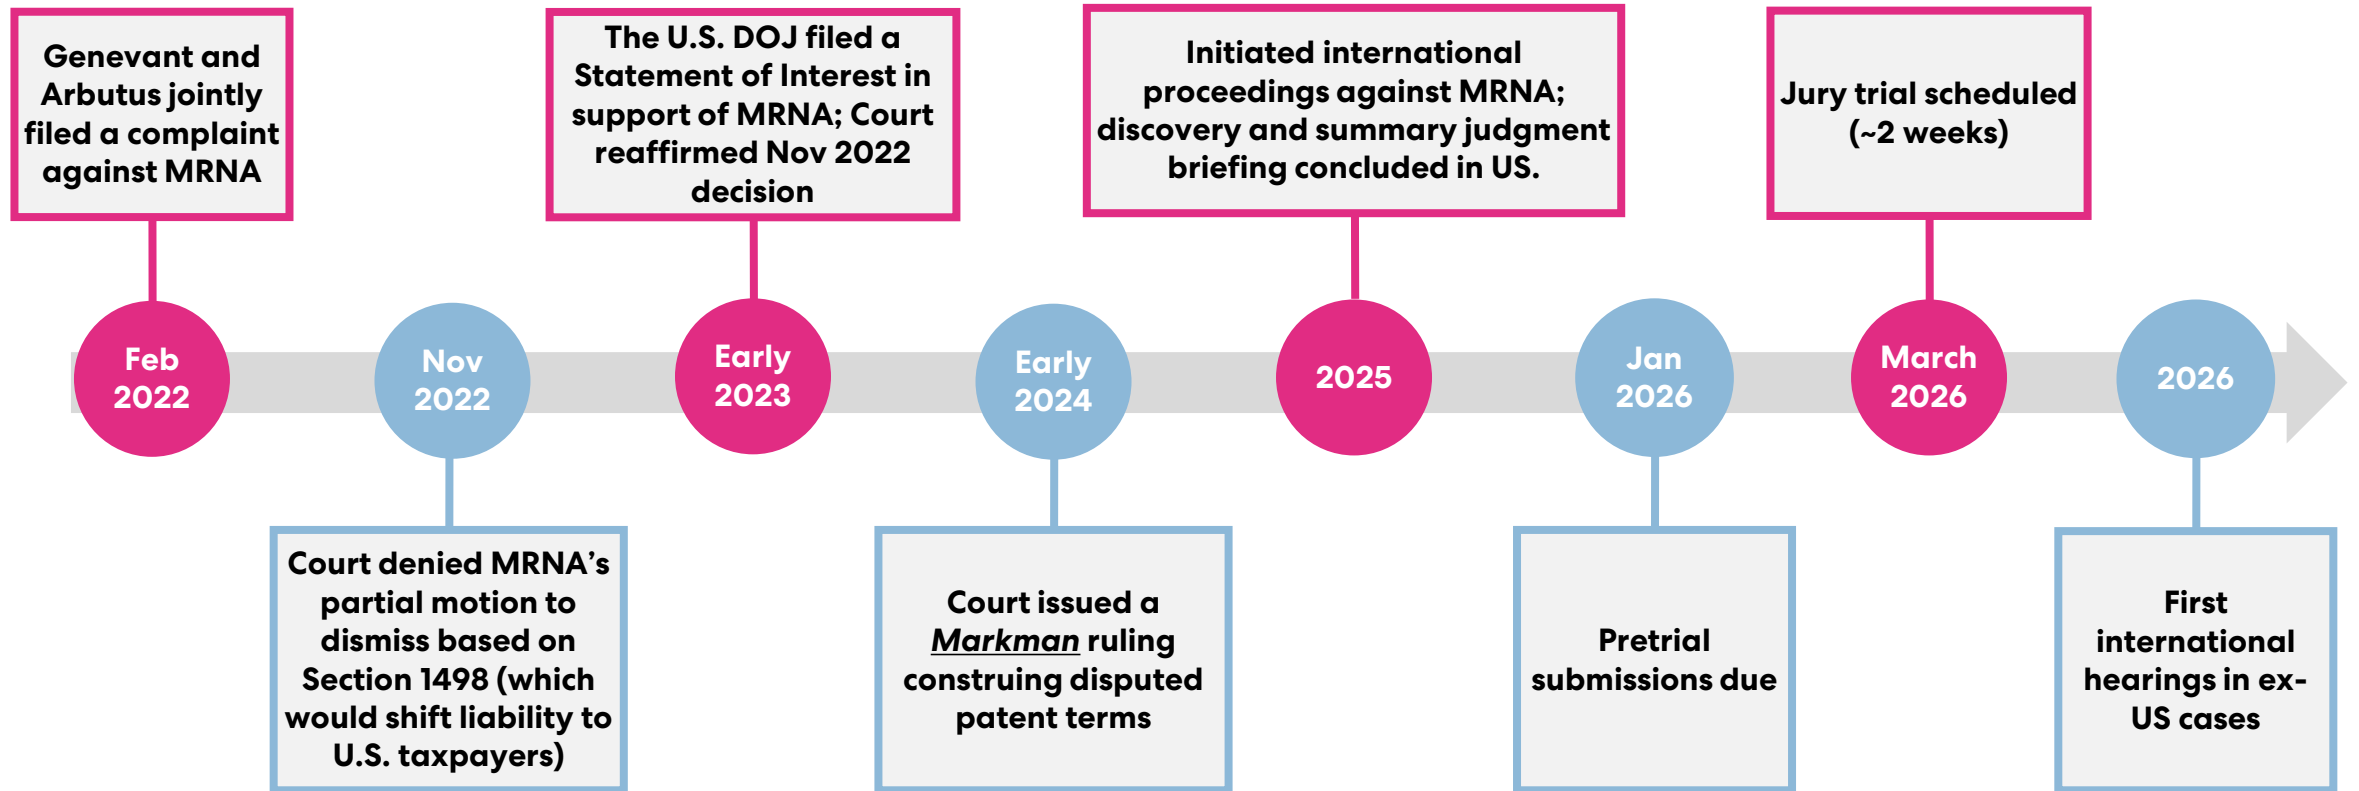 Genevant and
Arbutus jointly
filed a complaint
against MRNA
The U.S. DOJ filed a
Statement of Interest in
support of MRNA; Court
reaffirmed Nov 2022
decision
Initiated international
proceedings against MRNA;
discovery and summary judgment
briefing concluded in US.
Jury trial scheduled
(~2 weeks)
Feb
2022
Nov
2022
Early
2023
Early
2024
2025
Jan
2026
March
2026
2026
Court denied MRNA’s
partial motion to
dismiss based on
Section 1498 (which
would shift liability to
U.S. taxpayers)
Court issued a
Markman ruling
construing disputed
patent terms
Pretrial
submissions due
First
international
hearings in ex-
US cases